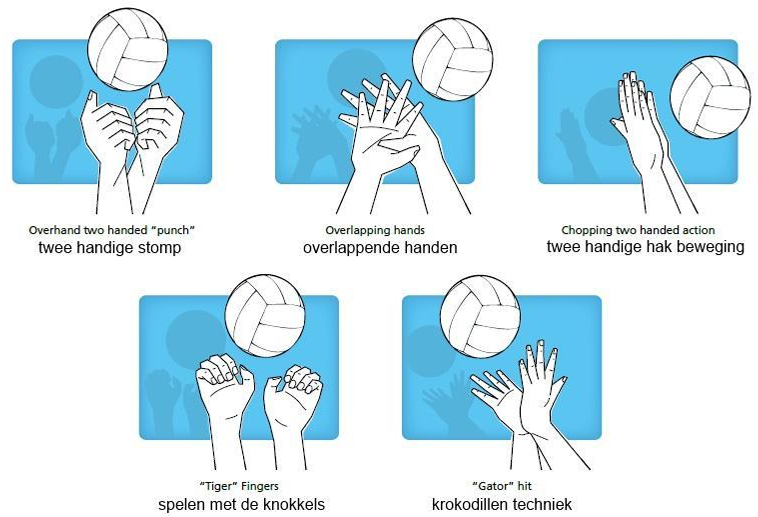 Overhand two handed “punch”
twee handige stomp
Overlapping hands
overlappende handen
Chopping two handed action
twee handige hak beweging
“Tiger” Fingers
spelen met de knokkels
“Gator” hit
krokodillen techniek